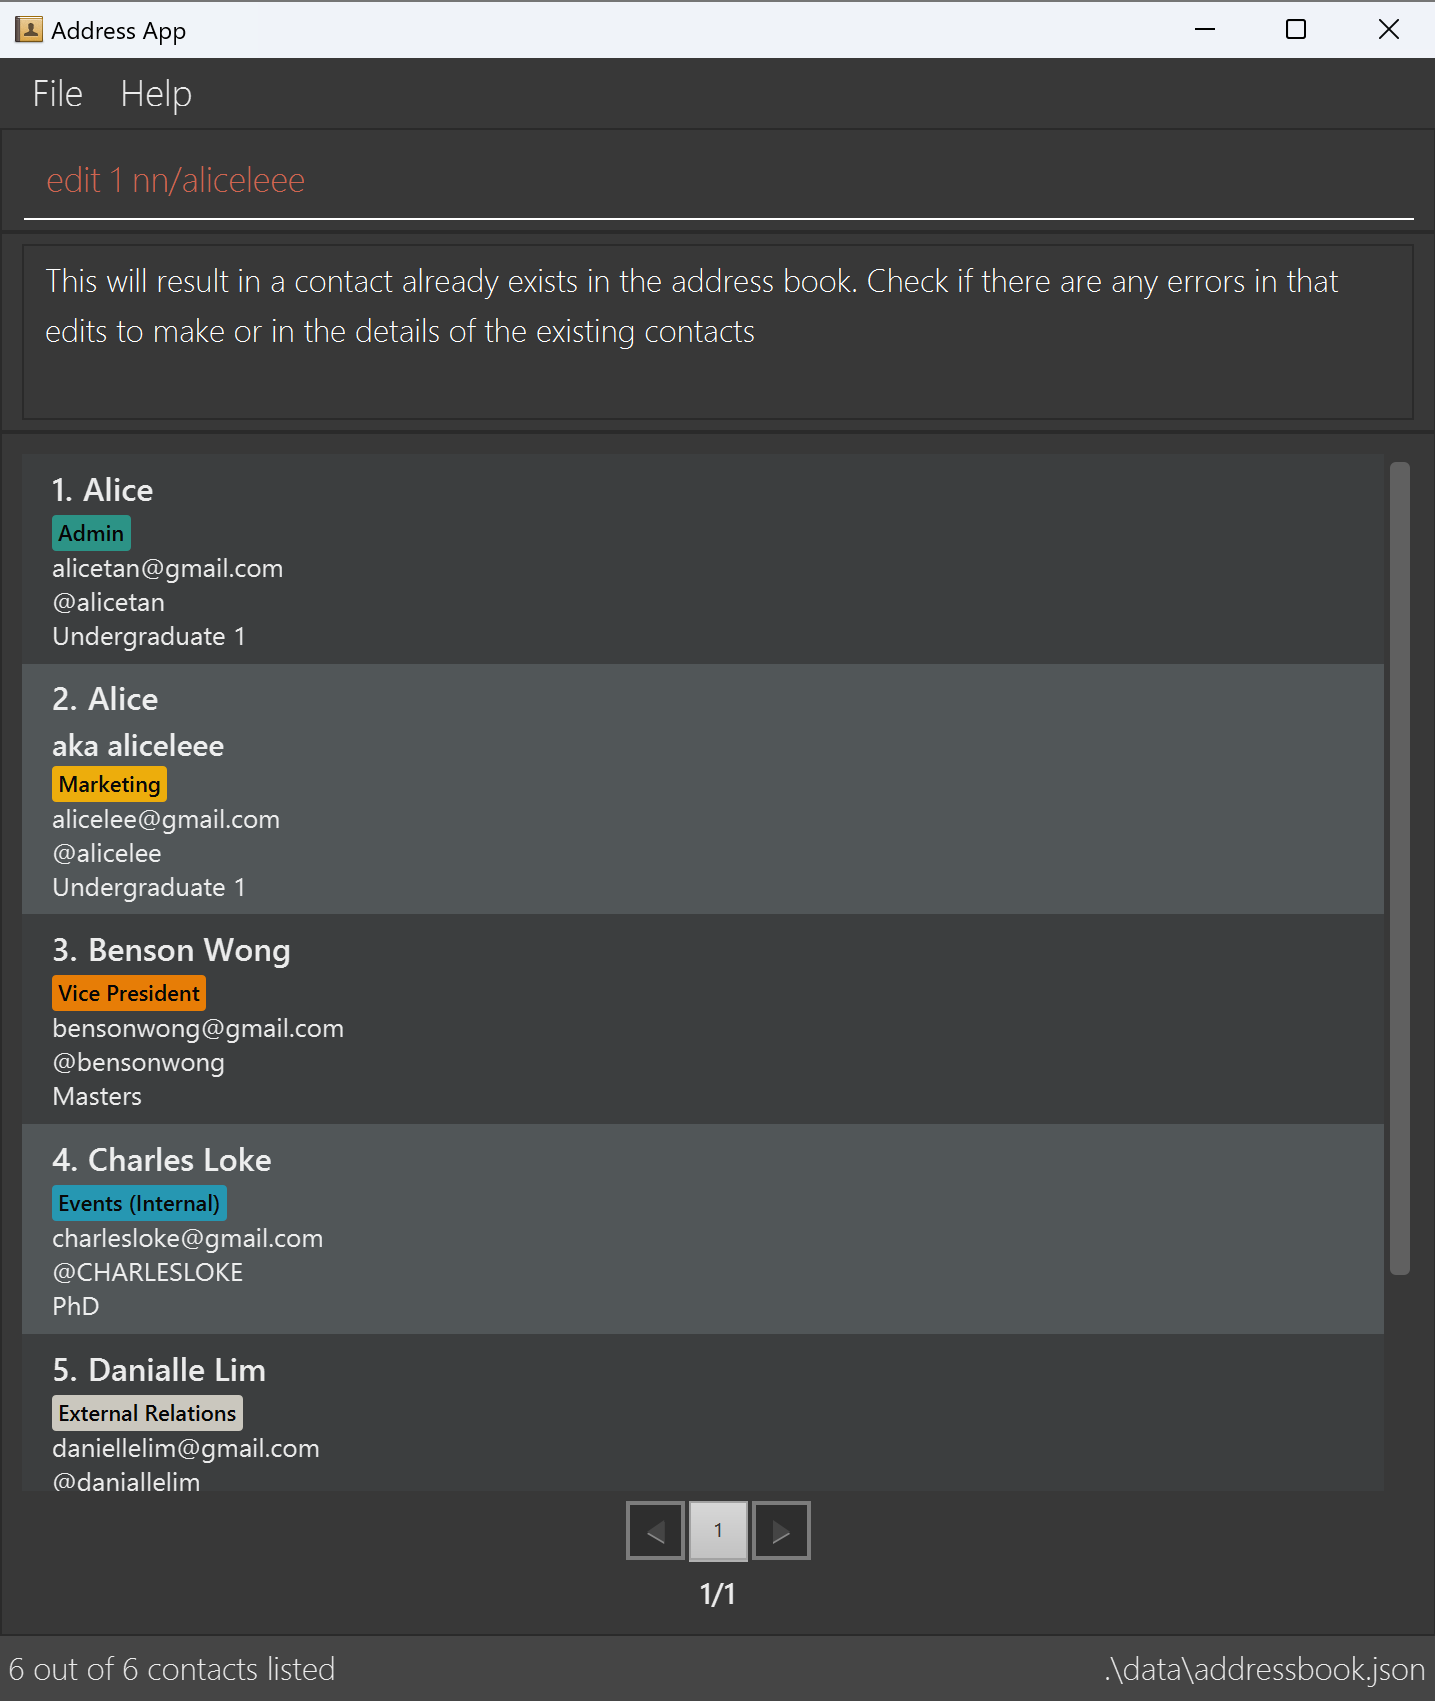 Address App
File Help
edit 1 nn/aliceleee
This will result in a contact already exists in the address book. Check if there are any errors in that
edits to make or in the details of the existing contacts
1. Alice
Admin
alicetan@gmail.com
@alicetan
Undergraduate 1
2. Alice
aka aliceleee
Marketing
alicelee@gmail.com
@alicelee
Undergraduate 1
3. Benson Wong
Vice President
bensonwong@gmail.com
@bensonwong
Masters
4. Charles Loke
Events (Internal)
charlesloke@gmail.com
@CHARLESLOKE
PhD
5. Danialle Lim
External Relations
daniellelim@gmail.com
@daniallelim
1
1/1
6 out of 6 contacts listed
.\data\addressbook.json